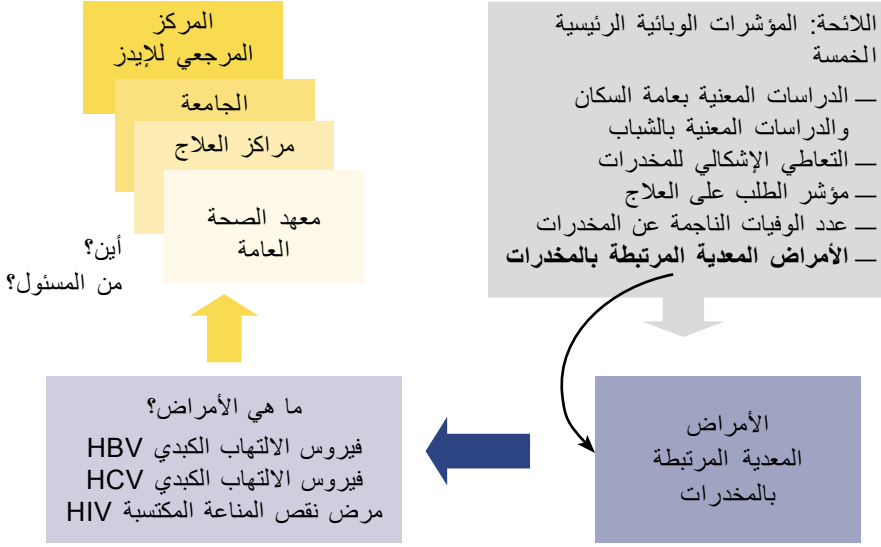 اللائحة: المؤشرات الوبائية الرئيسية
الخمسة
— الدراسات المعنية بعامة السكان
والدراسات المعنية بالشباب
— التعاطي الإشكالي للمخدرات
— مؤشر الطلب على العلاج
— عدد الوفيات الناجمة عن المخدرات
— الأمراض المعدية المرتبطة بالمخدرات
الأمراض
المعدية المرتبطة
بالمخدرات
ما هي الأمراض؟
فيروس الالتهاب الكبدي HBV
فيروس الالتهاب الكبدي HCV
مرض نقص المناعة المكتسبة HIV
أين؟
من المسئول؟
المركز
المرجعي للإيدز
الجامعة
مراكز العلاج
معهد الصحة
العامة